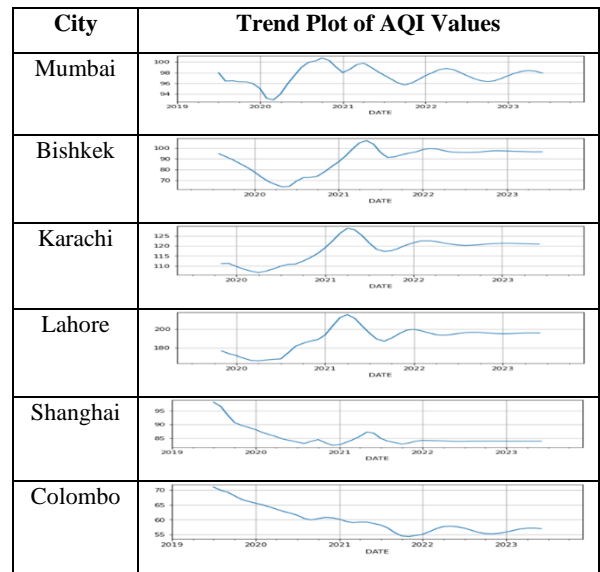 City Trend Plot of AQI Values
Mumbai
100
98
96
94
2019 2020 2021 2022 2023
DATE
Bishkek
100
90
80
70
2020 2021 2022 2023
DATE
Karachi
125
120
115
110
2020 2021 2022 2023
DATE
Lahore
200
180
2020 2021 2022 2023
DATE
Shanghai
95
90
85
2019 2020 2021 2022 2023
DATE
Colombo
70
65
60
55
2019 2020 2021 2022 2023
DATE